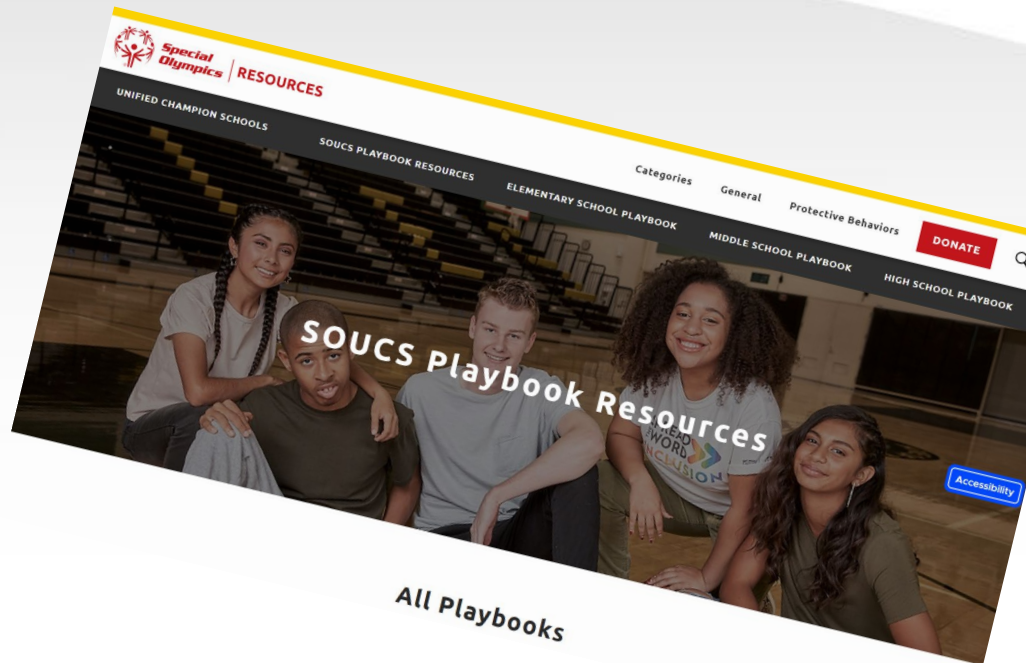 Special
Olympics
RESOURCES
Categories
General
Protective Behaviors
DONATE
UNIFIED CHAMPION SCHOOLS
SOUCS PLAYBOOK RESOURCES
ELEMENTARY SCHOOL PLAYBOOK
MIDDLE SCHOOL PLAYBOOK
HIGH SCHOOL PLAYBOOK
SOUCS Playbook Resources
WORD
Accessibility
All Playbooks